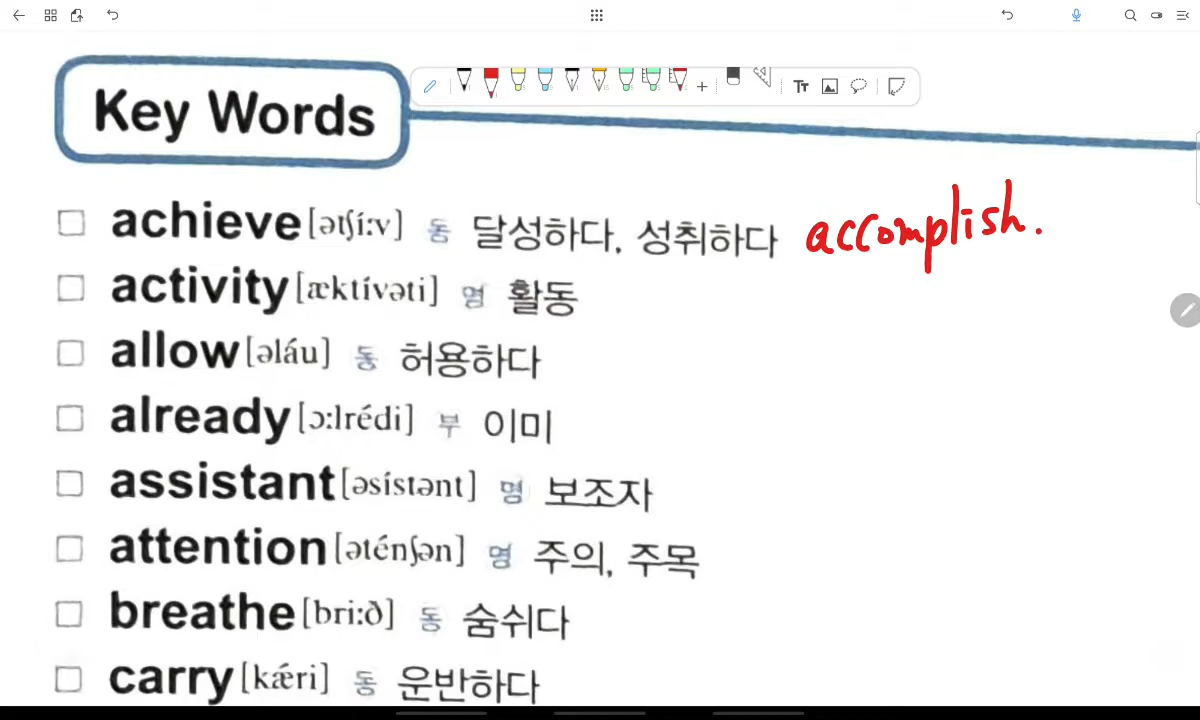 Key Words
achieve [ətʃíːv] 동 달성하다, 성취하다 accomplish.
activity [æktívəti] 명 활동
allow [əláu] 동 허용하다
already [ɔːlrédi] 부 이미
assistant [əsístənt] 명 보조자
attention [əténʃən] 명 주의, 주목
breathe [briːð] 동 숨쉬다
carry [kǽri] 동 운반하다